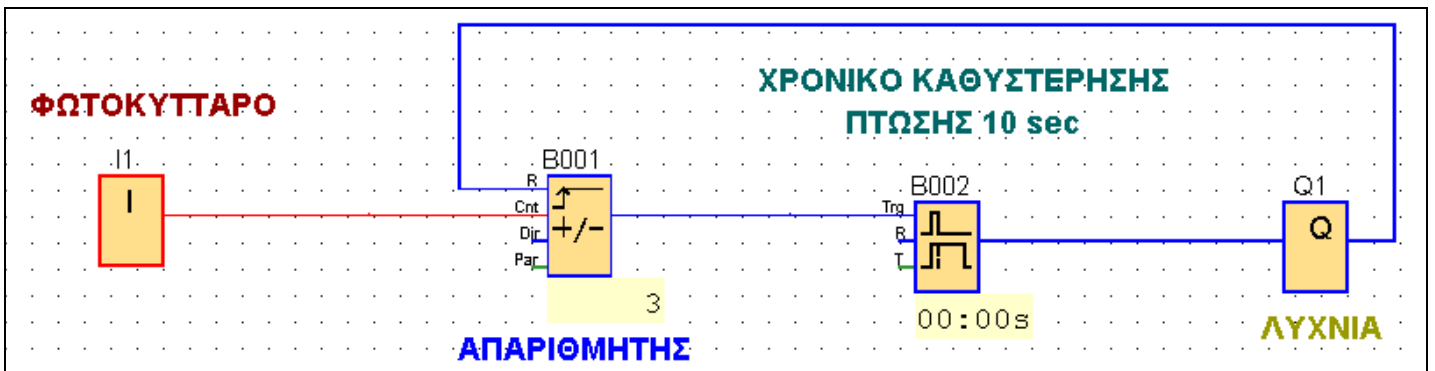 ΧΡΟΝΙΚΟ ΚΑΘΥΣΤΕΡΗΣΗΣ
ΠΤΩΣΗΣ 10 sec
ΦΩΤΟΚΥΤΤΑΡΟ
I1
I
B001
R
Cnt
Dir
Par
+/-
3
ΑΠΑΡΙΘΜΗΤΗΣ
B002
Trg
R
T
00:00s
Q1
Q
ΛΥΧΝΙΑ